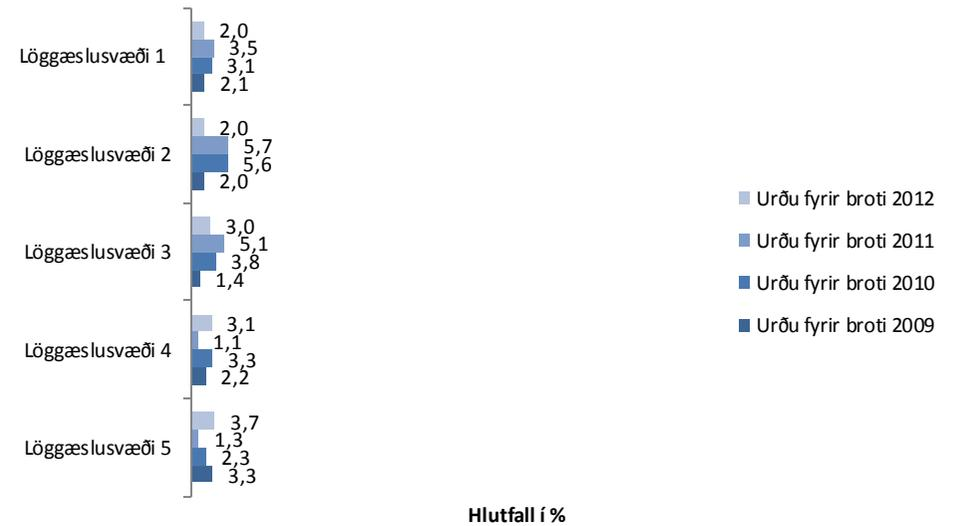 Löggæslusvæði 1
2,0
3,5
3,1
2,1
Löggæslusvæði 2
2,0
5,7
5,6
2,0
Löggæslusvæði 3
3,0
5,1
3,8
1,4
Löggæslusvæði 4
3,1
1,1
3,3
2,2
Löggæslusvæði 5
3,7
1,3
2,3
3,3
Urðu fyrir broti 2012
Urðu fyrir broti 2011
Urðu fyrir broti 2010
Urðu fyrir broti 2009
Hlutfall í %